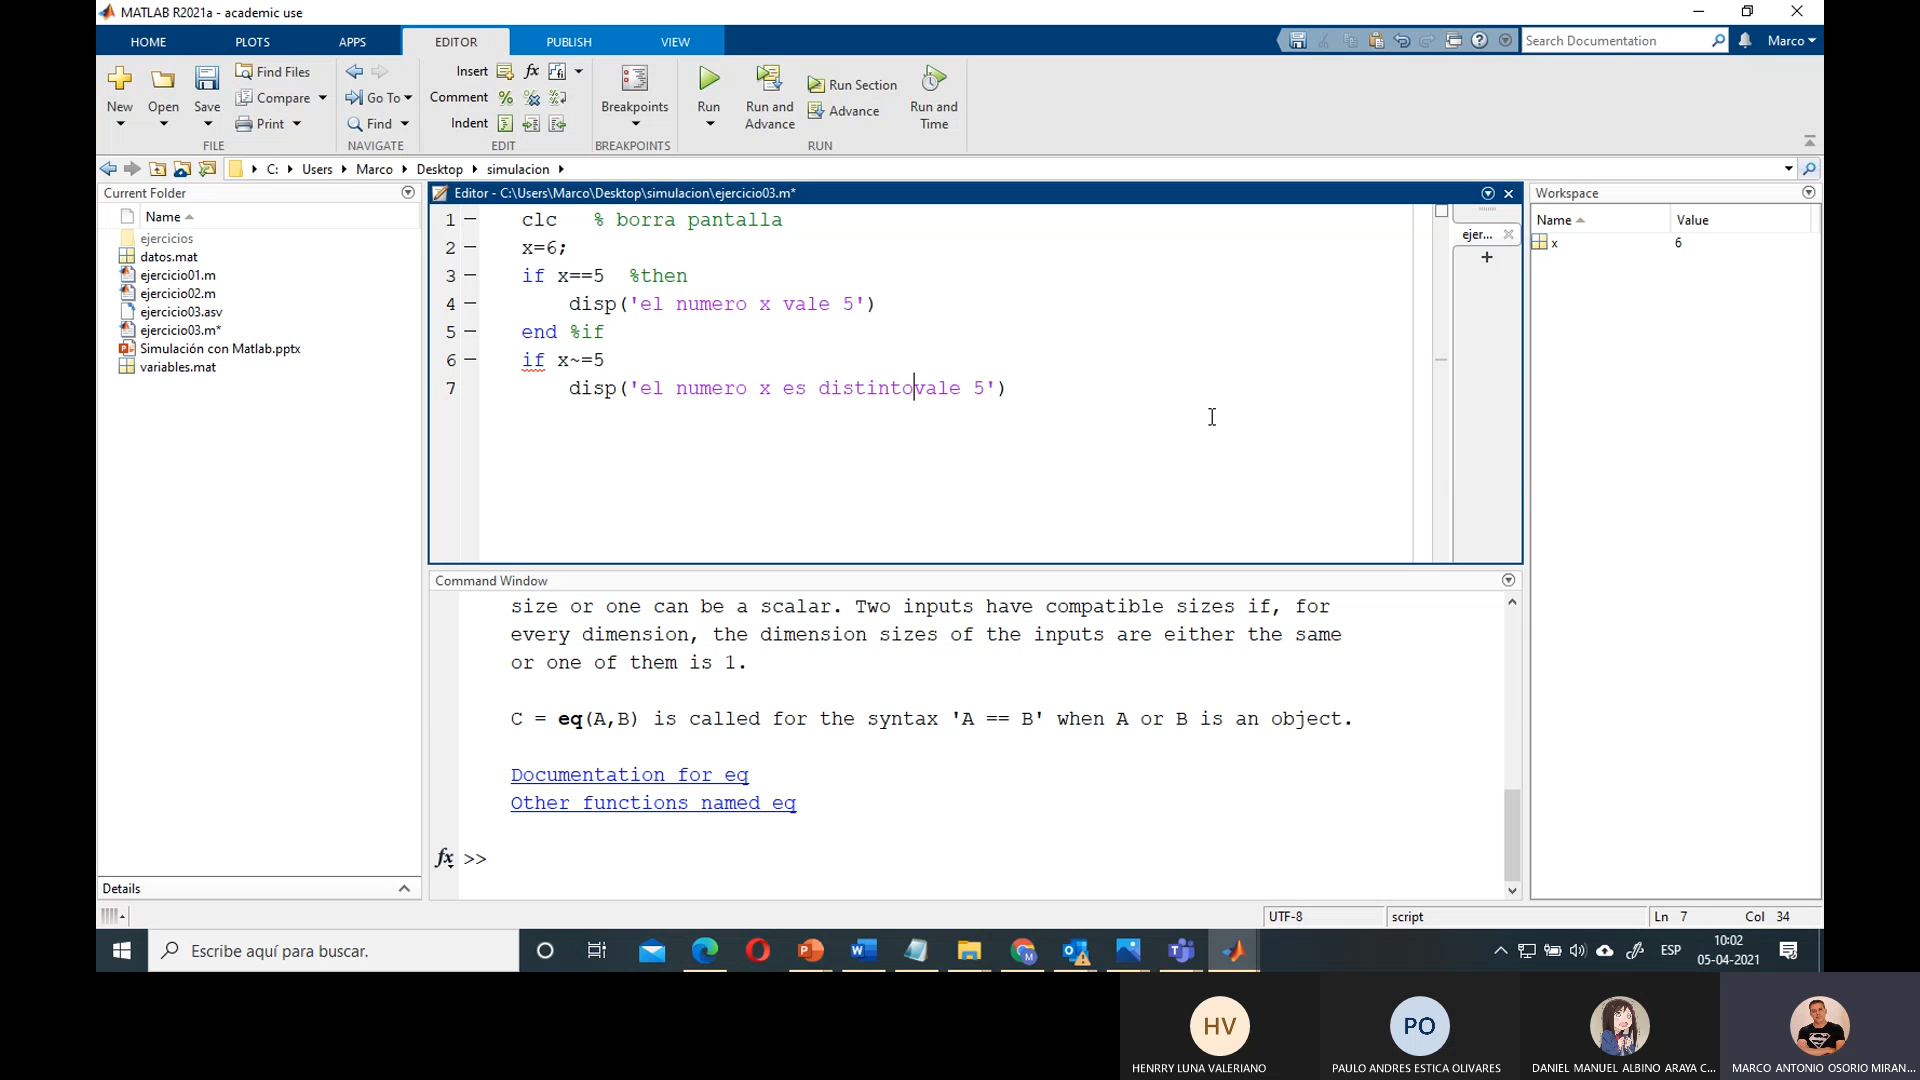 MATLAB R2021a - academic use
HOME PLOTS APPS EDITOR PUBLISH VIEW
Search Documentation
Marco
New Open Save
Find Files
Compare
Print
FILE
Go To
Find
NAVIGATE
Insert fx
Comment
Indent
EDIT
Breakpoints
BREAKPOINTS
Run
Run and Advance
Run Section
Advance
Run and Time
RUN
C: Users Marco Desktop simulacion
Current Folder
Name
ejercicios
datos.mat
ejercicio01.m
ejercicio02.m
ejercicio03.asv
ejercicio03.m*
Simulación con Matlab.pptx
variables.mat
Details
Editor - C:\Users\Marco\Desktop\simulacion\ejercicio03.m*
ejer...
1 clc % borra pantalla
2 x=6;
3 if x==5 %then
4 disp('el numero x vale 5')
5 end %if
6 if x~=5
7 disp('el numero x es distintovale 5')
Command Window
size or one can be a scalar. Two inputs have compatible sizes if, for
every dimension, the dimension sizes of the inputs are either the same
or one of them is 1.
C = eq(A,B) is called for the syntax 'A == B' when A or B is an object.
Documentation for eq
Other functions named eq
fx >>
Workspace
Name Value
x 6
UTF-8 script Ln 7 Col 34
Escribe aquí para buscar.
ESP
10:02
05-04-2021
HV
HENRRY LUNA VALERIANO
PO
PAULO ANDRES ESTICA OLIVARES
DANIEL MANUEL ALBINO ARAYA C...
MARCO ANTONIO OSORIO MIRAN...